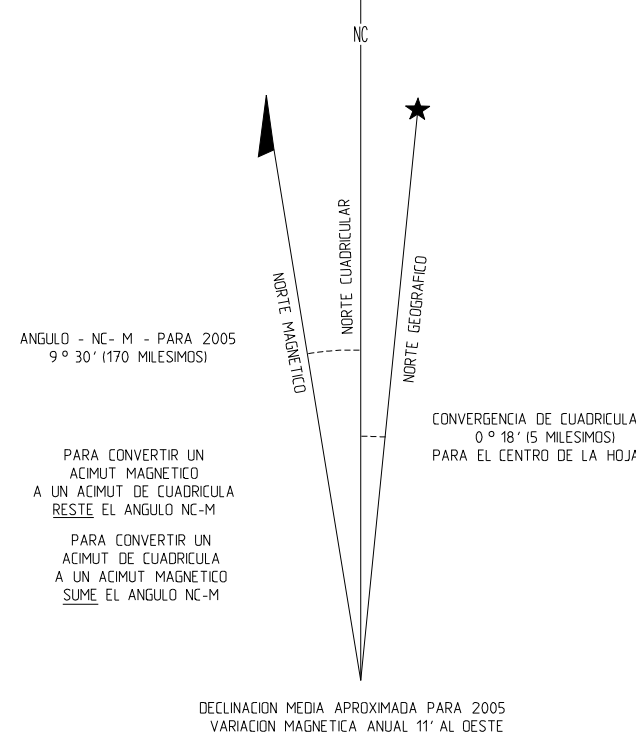 NC
NORTE CUADRICULAR
NORTE GEOGRAFICO
NORTE MAGNETICO
ANGULO - NC- M - PARA 2005
9 º 30' (170 MILESIMOS)
CONVERGENCIA DE CUADRICULA
0 º 18' (5 MILESIMOS)
PARA EL CENTRO DE LA HOJA
PARA CONVERTIR UN
ACIMUT MAGNETICO
A UN ACIMUT DE CUADRICULA
RESTE EL ANGULO NC-M
PARA CONVERTIR UN
ACIMUT DE CUADRICULA
A UN ACIMUT MAGNETICO
SUME EL ANGULO NC-M
DECLINACION MEDIA APROXIMADA PARA 2005
VARIACION MAGNETICA ANUAL 11' AL OESTE